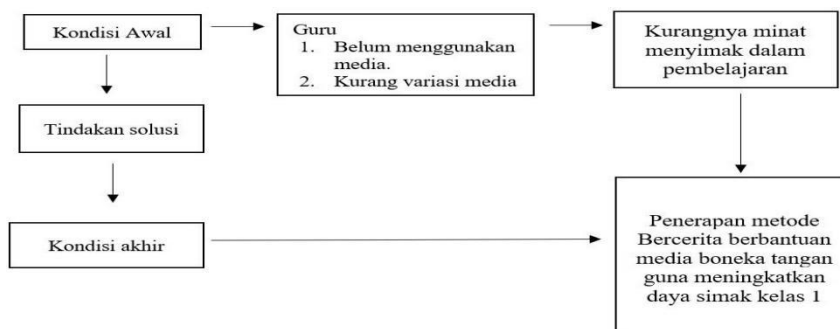 Kondisi Awal
Guru
1. Belum menggunakan
media.
2. Kurang variasi media
Kurangnya minat
menyimak dalam
pembelajaran
Tindakan solusi
Kondisi akhir
Penerapan metode
Bercerita berbantuan
media boneka tangan
guna meningkatkan
daya simak kelas 1